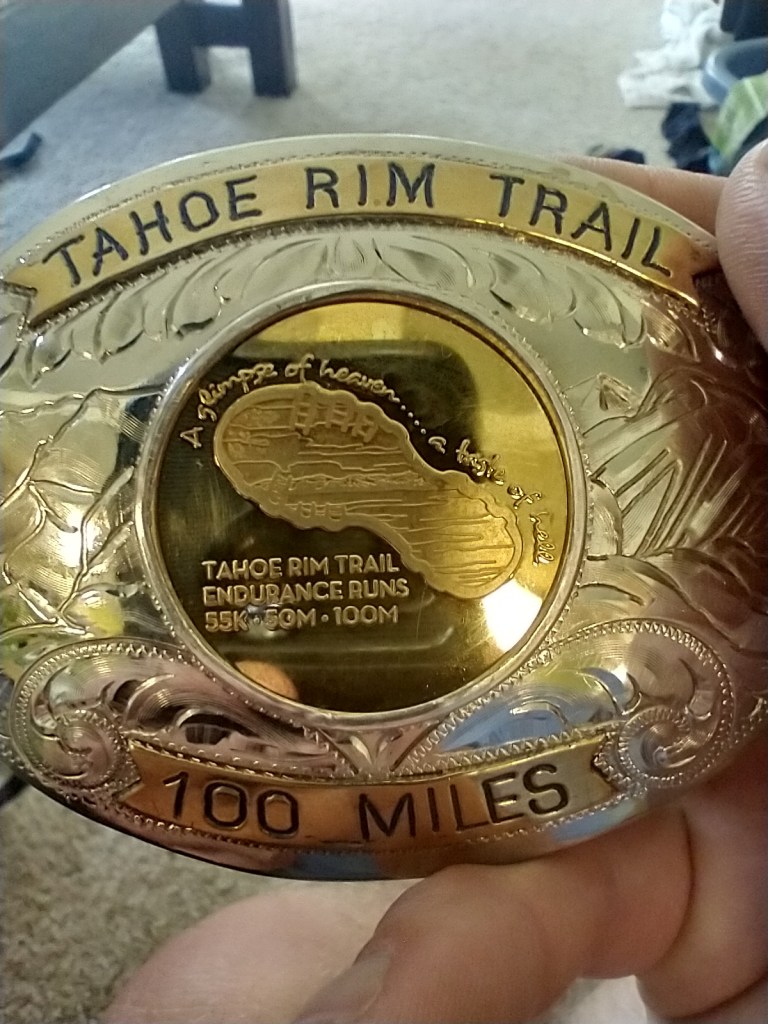 TAHOE RIM TRAIL
A glimpse of heaven.... a taste of hell
TAHOE RIM TRAIL
ENDURANCE RUNS
55K • 50M • 100M
100 MILES